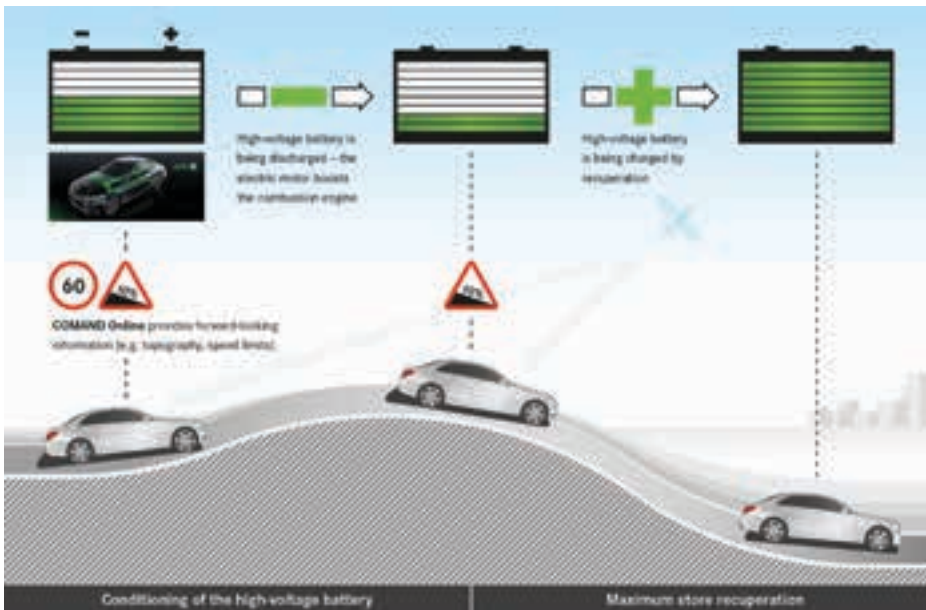 - +
High-voltage battery is
being discharged – the
electric motor boosts
the combustion engine
High-voltage battery
is being charged by
recuperation
60
10%
10%
COMAND Online provides forward-looking
information (e.g. topography, speed limits)
Conditioning of the high-voltage battery
Maximum store recuperation